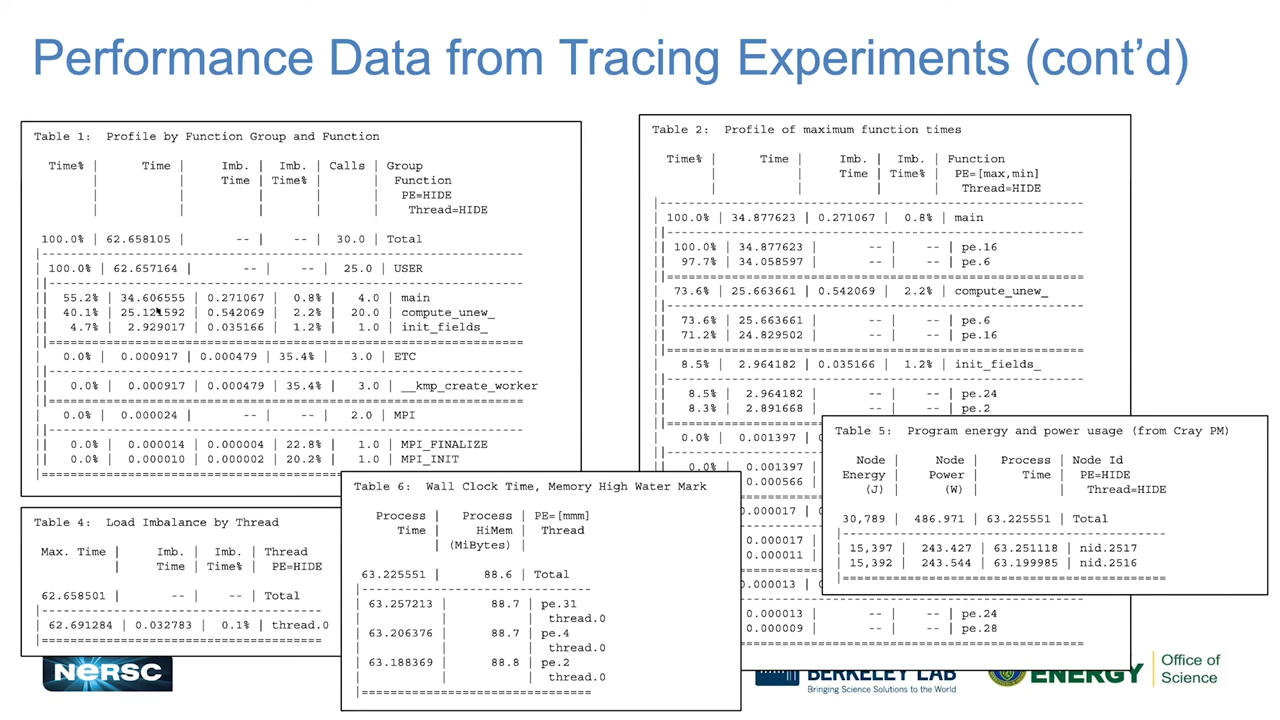 Performance Data from Tracing Experiments (cont’d)
Table 1:  Profile by Function Group and Function
Time% |      Time |     Imb. |  Imb. | Calls | Group
      |           |     Time | Time% |       |  Function
      |           |          |       |       |   PE=HIDE
      |           |          |       |       |    Thread=HIDE
100.0% | 62.658105 |       -- |    -- |  30.0 | Total
|------------------------------------------------------------------
| 100.0% | 62.657164 |       -- |    -- |  25.0 | USER
||-----------------------------------------------------------------
||  55.2% | 34.606555 | 0.271067 |  0.8% |   4.0 | main
||  40.1% | 25.121592 | 0.542069 |  2.2% |  20.0 | compute_unew_
||   4.7% |  2.929017 | 0.035166 |  1.2% |   1.0 | init_fields_
||=================================================================
|   0.0% |  0.000917 | 0.000479 | 35.4% |   3.0 | ETC
||-----------------------------------------------------------------
||   0.0% |  0.000917 | 0.000479 | 35.4% |   3.0 | __kmp_create_worker
||=================================================================
|   0.0% |  0.000024 |       -- |    -- |   2.0 | MPI
||-----------------------------------------------------------------
||   0.0% |  0.000014 | 0.000004 | 22.8% |   1.0 | MPI_FINALIZE
||   0.0% |  0.000010 | 0.000002 | 20.2% |   1.0 | MPI_INIT
|==================================================================
Table 2:  Profile of maximum function times
Time% |      Time |     Imb. |  Imb. | Function
      |           |     Time | Time% |  PE=[max,min]
      |           |          |       |   Thread=HIDE
|-----------------------------------------------------------
| 100.0% | 34.877623 | 0.271067 |  0.8% | main
||----------------------------------------------------------
|| 100.0% | 34.877623 |       -- |    -- | pe.16
||  97.7% | 34.058597 |       -- |    -- | pe.6
||==========================================================
|  73.6% | 25.663661 | 0.542069 |  2.2% | compute_unew_
||----------------------------------------------------------
||  73.6% | 25.663661 |       -- |    -- | pe.6
||  71.2% | 24.829502 |       -- |    -- | pe.16
||==========================================================
|   8.5% |  2.964182 | 0.035166 |  1.2% | init_fields_
||----------------------------------------------------------
||   8.5% |  2.964182 |       -- |    -- | pe.24
||   8.3% |  2.891668 |       -- |    -- | pe.2
|   0.0% |  0.001397 |
||   0.0% |  0.001397 |
0.000566 |
0.000017 |
0.000017
0.000011
0.000013 |
0.000013 |       -- |    -- | pe.24
0.000009 |       -- |    -- | pe.28
Table 4:  Load Imbalance by Thread
Max. Time |     Imb. |  Imb. | Thread
          |     Time | Time% |  PE=HIDE
62.658501 |       -- |    -- | Total
|--------------------------------------
| 62.691284 | 0.032783 |  0.1% | thread.0
|======================================
Table 6:  Wall Clock Time, Memory High Water Mark
Process |   Process | PE=[mmm]
   Time |     HiMem |  Thread
        | (MiBytes) |
63.225551 |      88.6 | Total
|-------------------------------
| 63.257213 |      88.7 | pe.31
|           |           |  thread.0
| 63.206376 |      88.7 | pe.4
|           |           |  thread.0
| 63.188369 |      88.8 | pe.2
|           |           |  thread.0
|===============================
Table 5:  Program energy and power usage (from Cray PM)
  Node |    Node |   Process | Node Id
Energy |   Power |      Time |  PE=HIDE
   (J) |     (W) |           |   Thread=HIDE
30,789 | 486.971 | 63.225551 | Total
|---------------------------------------------
| 15,397 | 243.427 | 63.251118 | nid.2517
| 15,392 | 243.544 | 63.199985 | nid.2516
|=============================================
NERSC
BERKELEY LAB
Bringing Science Solutions to the World
ENERGY
Office of
Science